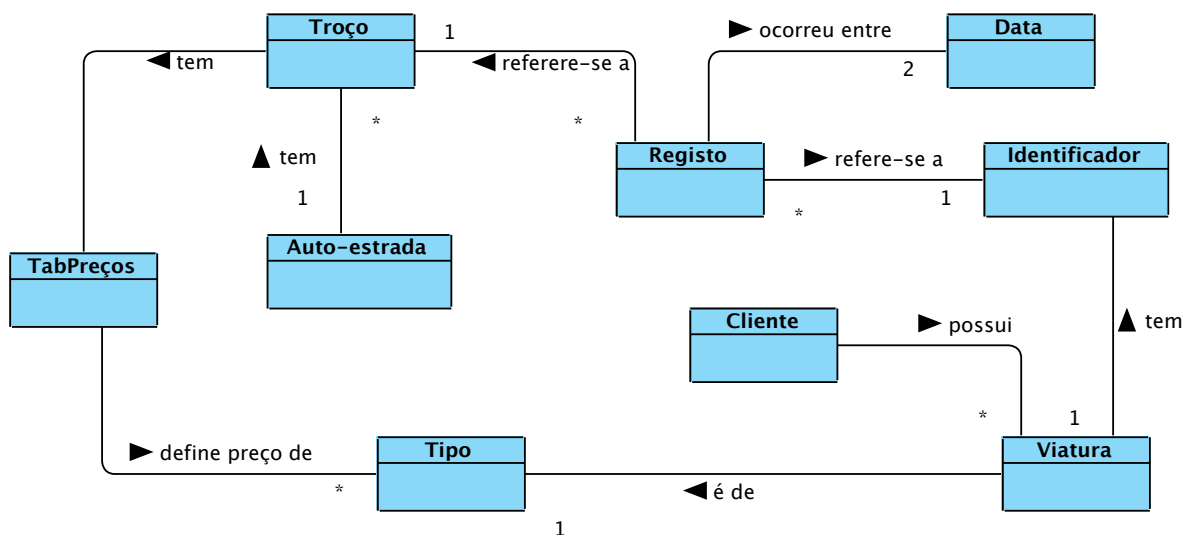 Troço
1
ocorreu entre
Data
tem
referere-se a
2
*
*
tem
Registo
refere-se a
Identificador
1
*
1
Auto-estrada
TabPreços
Cliente
possui
tem
*
1
define preço de
Tipo
Viatura
*
é de
1